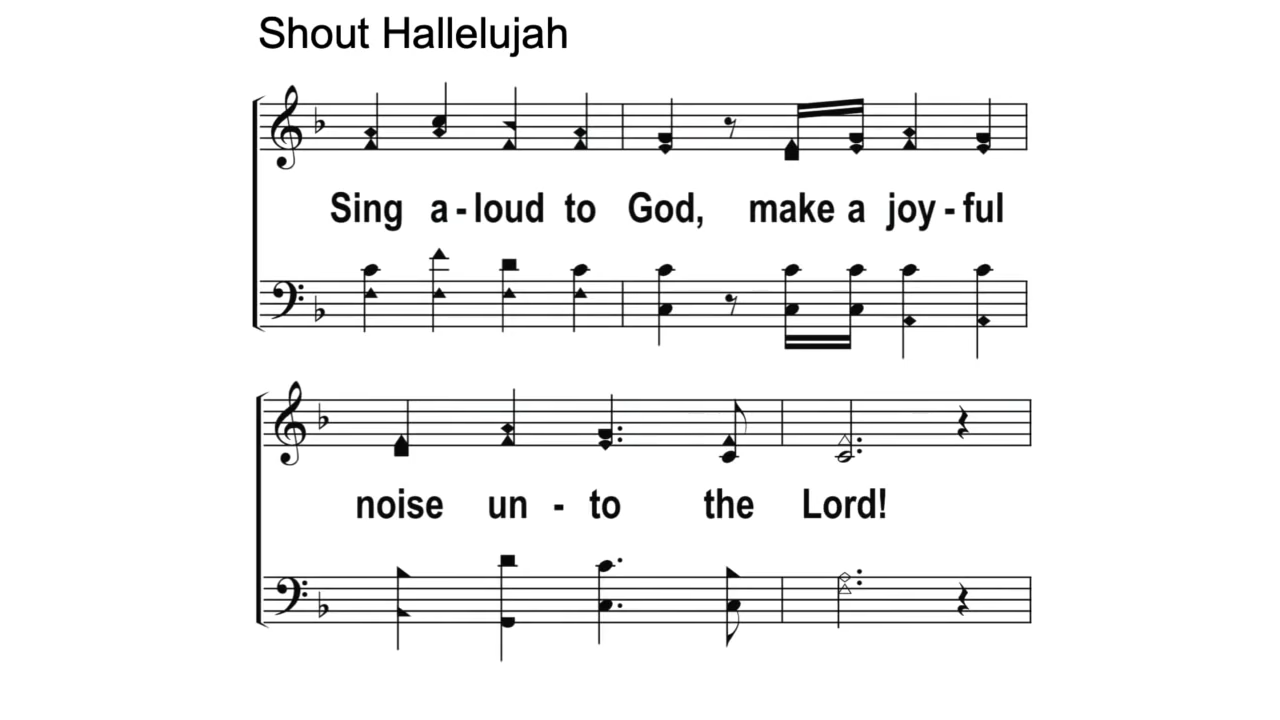 Shout Hallelujah
Sing a - loud to God, make a joy - ful
noise un - to the Lord!